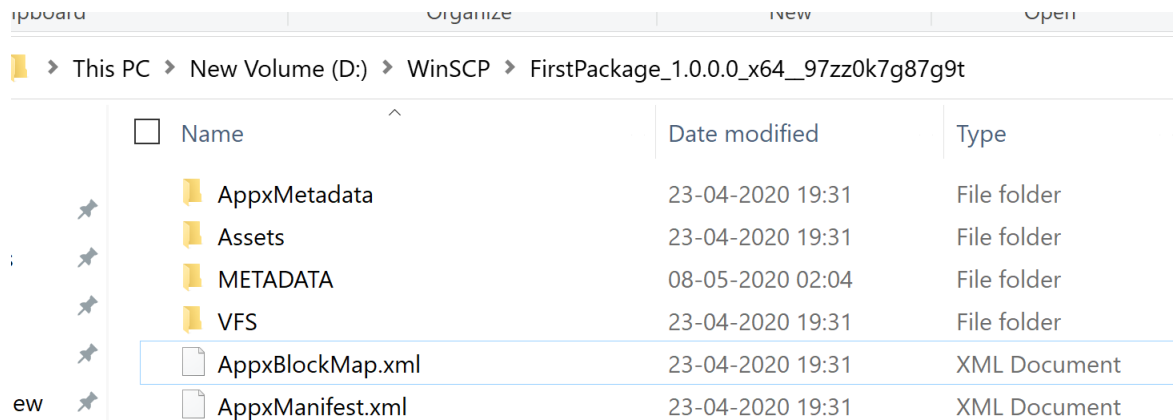 Organize New Open
This PC > New Volume (D:) > WinSCP > FirstPackage_1.0.0.0_x64__97zz0k7g87g9t
Name Date modified Type
AppxMetadata 23-04-2020 19:31 File folder
Assets 23-04-2020 19:31 File folder
METADATA 08-05-2020 02:04 File folder
VFS 23-04-2020 19:31 File folder
AppxBlockMap.xml 23-04-2020 19:31 XML Document
ew AppxManifest.xml 23-04-2020 19:31 XML Document